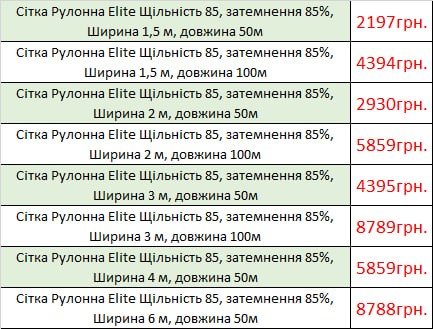 Сітка Рулонна Elite Щільність 85, затемнення 85%,
Ширина 1,5 м, довжина 50м
2197грн.
Сітка Рулонна Elite Щільність 85, затемнення 85%,
Ширина 1,5 м, довжина 100м
4394грн.
Сітка Рулонна Elite Щільність 85, затемнення 85%,
Ширина 2 м, довжина 50м
2930грн.
Сітка Рулонна Elite Щільність 85, затемнення 85%,
Ширина 2 м, довжина 100м
5859грн.
Сітка Рулонна Elite Щільність 85, затемнення 85%,
Ширина 3 м, довжина 50м
4395грн.
Сітка Рулонна Elite Щільність 85, затемнення 85%,
Ширина 3 м, довжина 100м
8789грн.
Сітка Рулонна Elite Щільність 85, затемнення 85%,
Ширина 4 м, довжина 50м
5859грн.
Сітка Рулонна Elite Щільність 85, затемнення 85%,
Ширина 6 м, довжина 50м
8788грн.